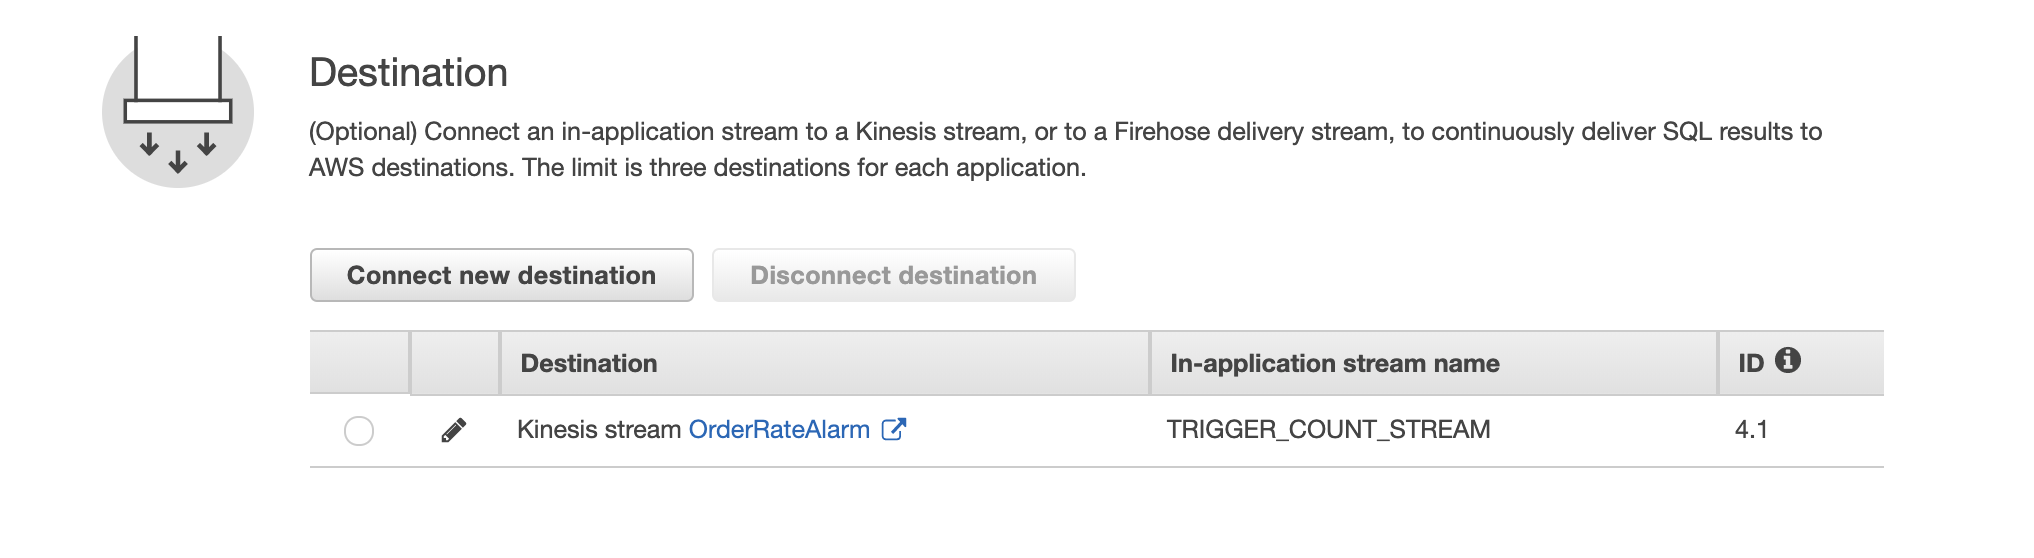 Destination
(Optional) Connect an in-application stream to a Kinesis stream, or to a Firehose delivery stream, to continuously deliver SQL results to
AWS destinations. The limit is three destinations for each application.
Connect new destination Disconnect destination
Destination In-application stream name ID
Kinesis stream OrderRateAlarm TRIGGER_COUNT_STREAM 4.1